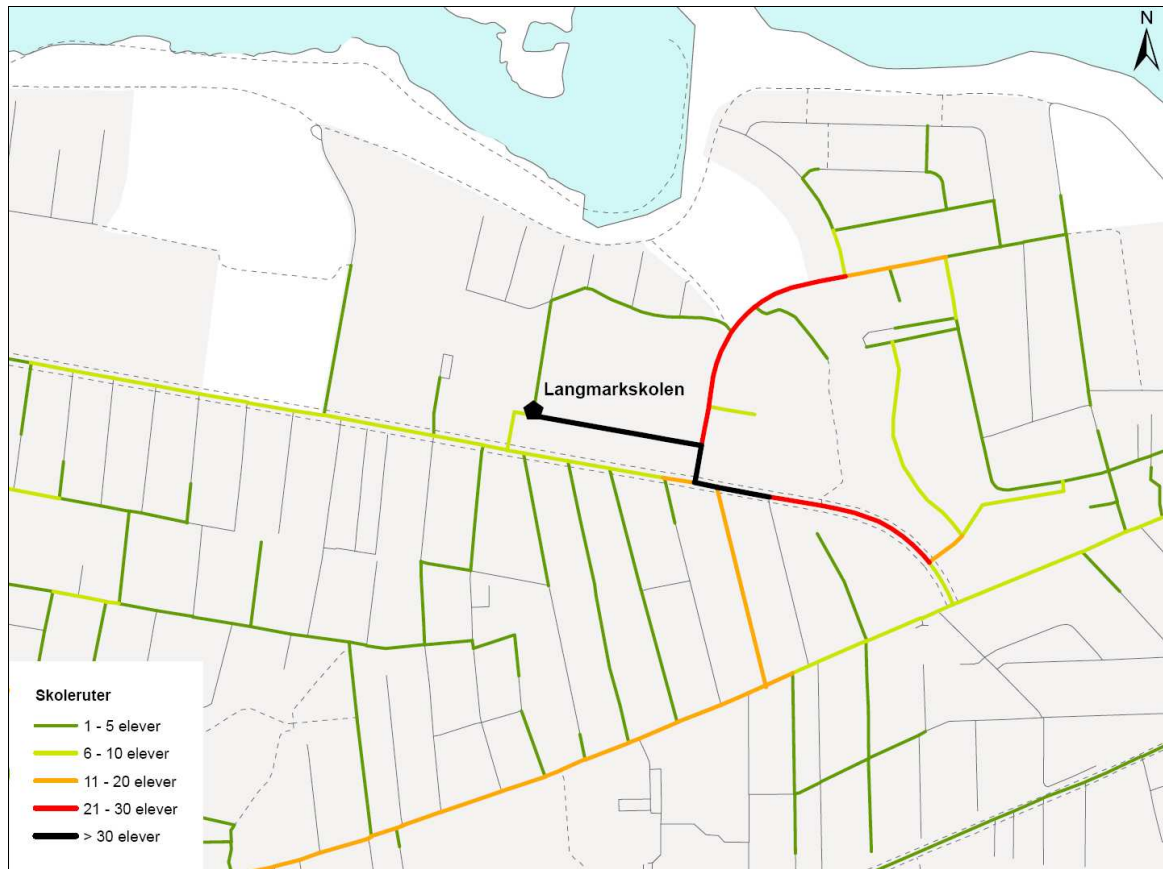 N
Langmarkskolen
Skoleruter
1 - 5 elever
6 - 10 elever
11 - 20 elever
21 - 30 elever
> 30 elever